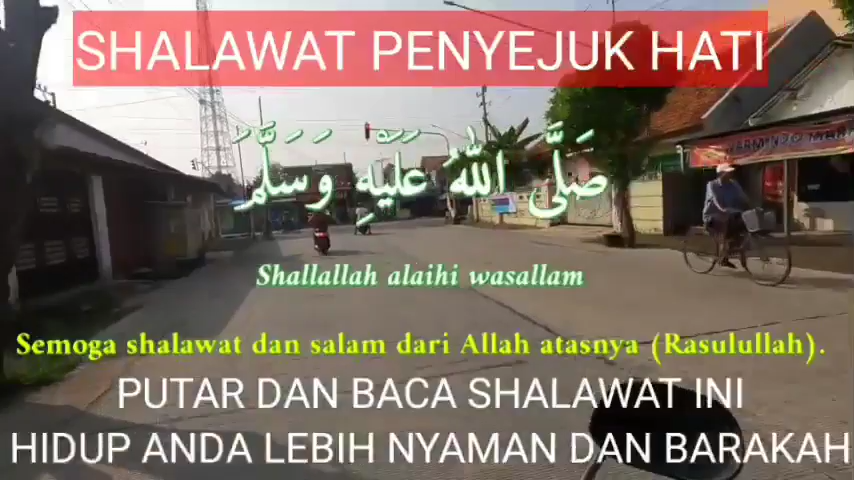 SHALAWAT PENYEJUK HATI
صَلَّى اللهُ عَلَيْهِ وَسَلَّمَ
Shallallah alaihi wasallam
Semoga shalawat dan salam dari Allah atasnya (Rasulullah).
PUTAR DAN BACA SHALAWAT INI
HIDUP ANDA LEBIH NYAMAN DAN BARAKAH